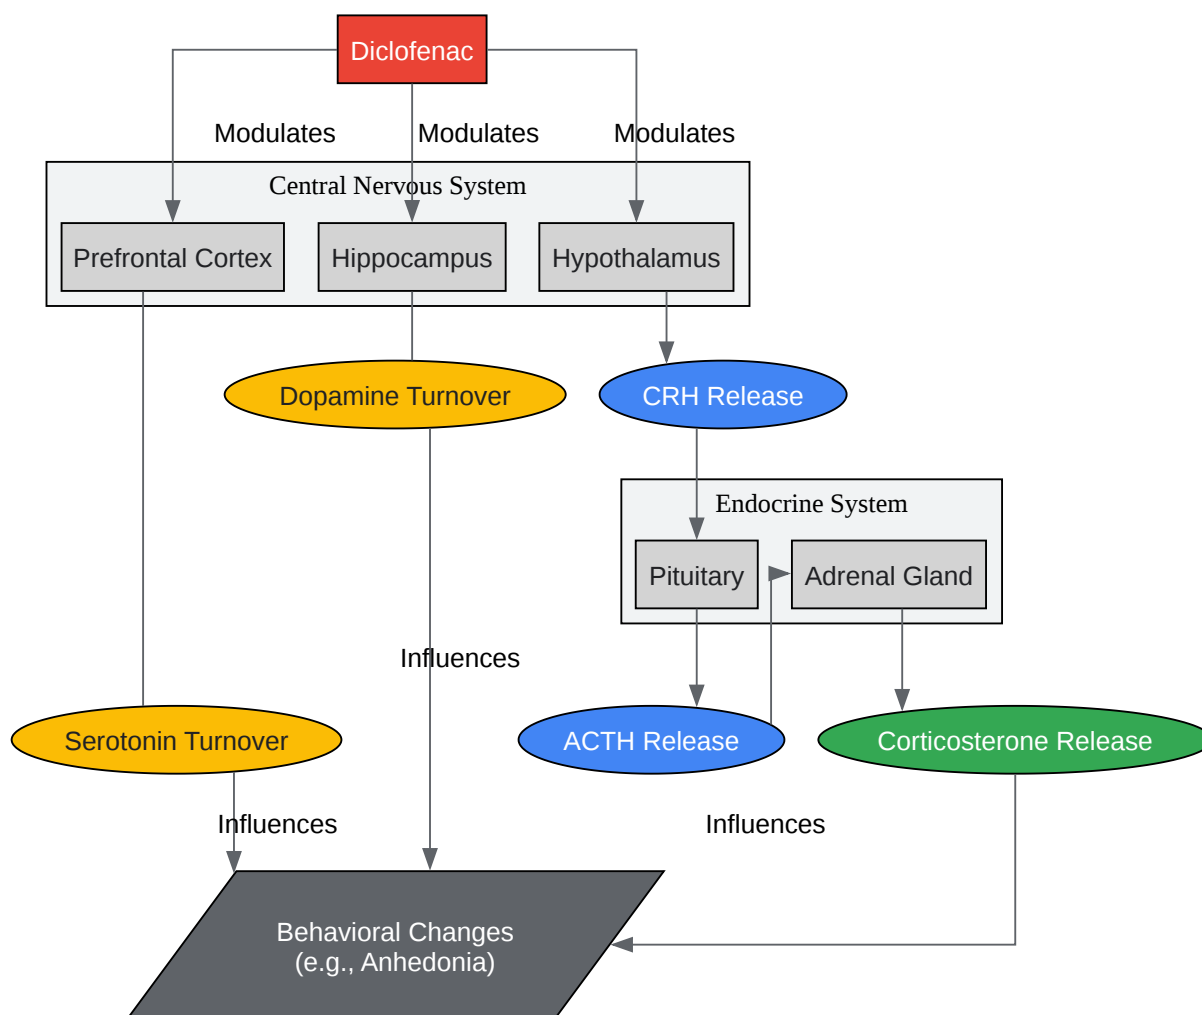 Diclofenac
Modulates
Modulates
Modulates
Central Nervous System
Prefrontal Cortex
Hippocampus
Hypothalamus
Dopamine Turnover
CRH Release
Endocrine System
Pituitary
Adrenal Gland
Influences
Serotonin Turnover
ACTH Release
Corticosterone Release
Influences
Influences
Behavioral Changes
(e.g., Anhedonia)